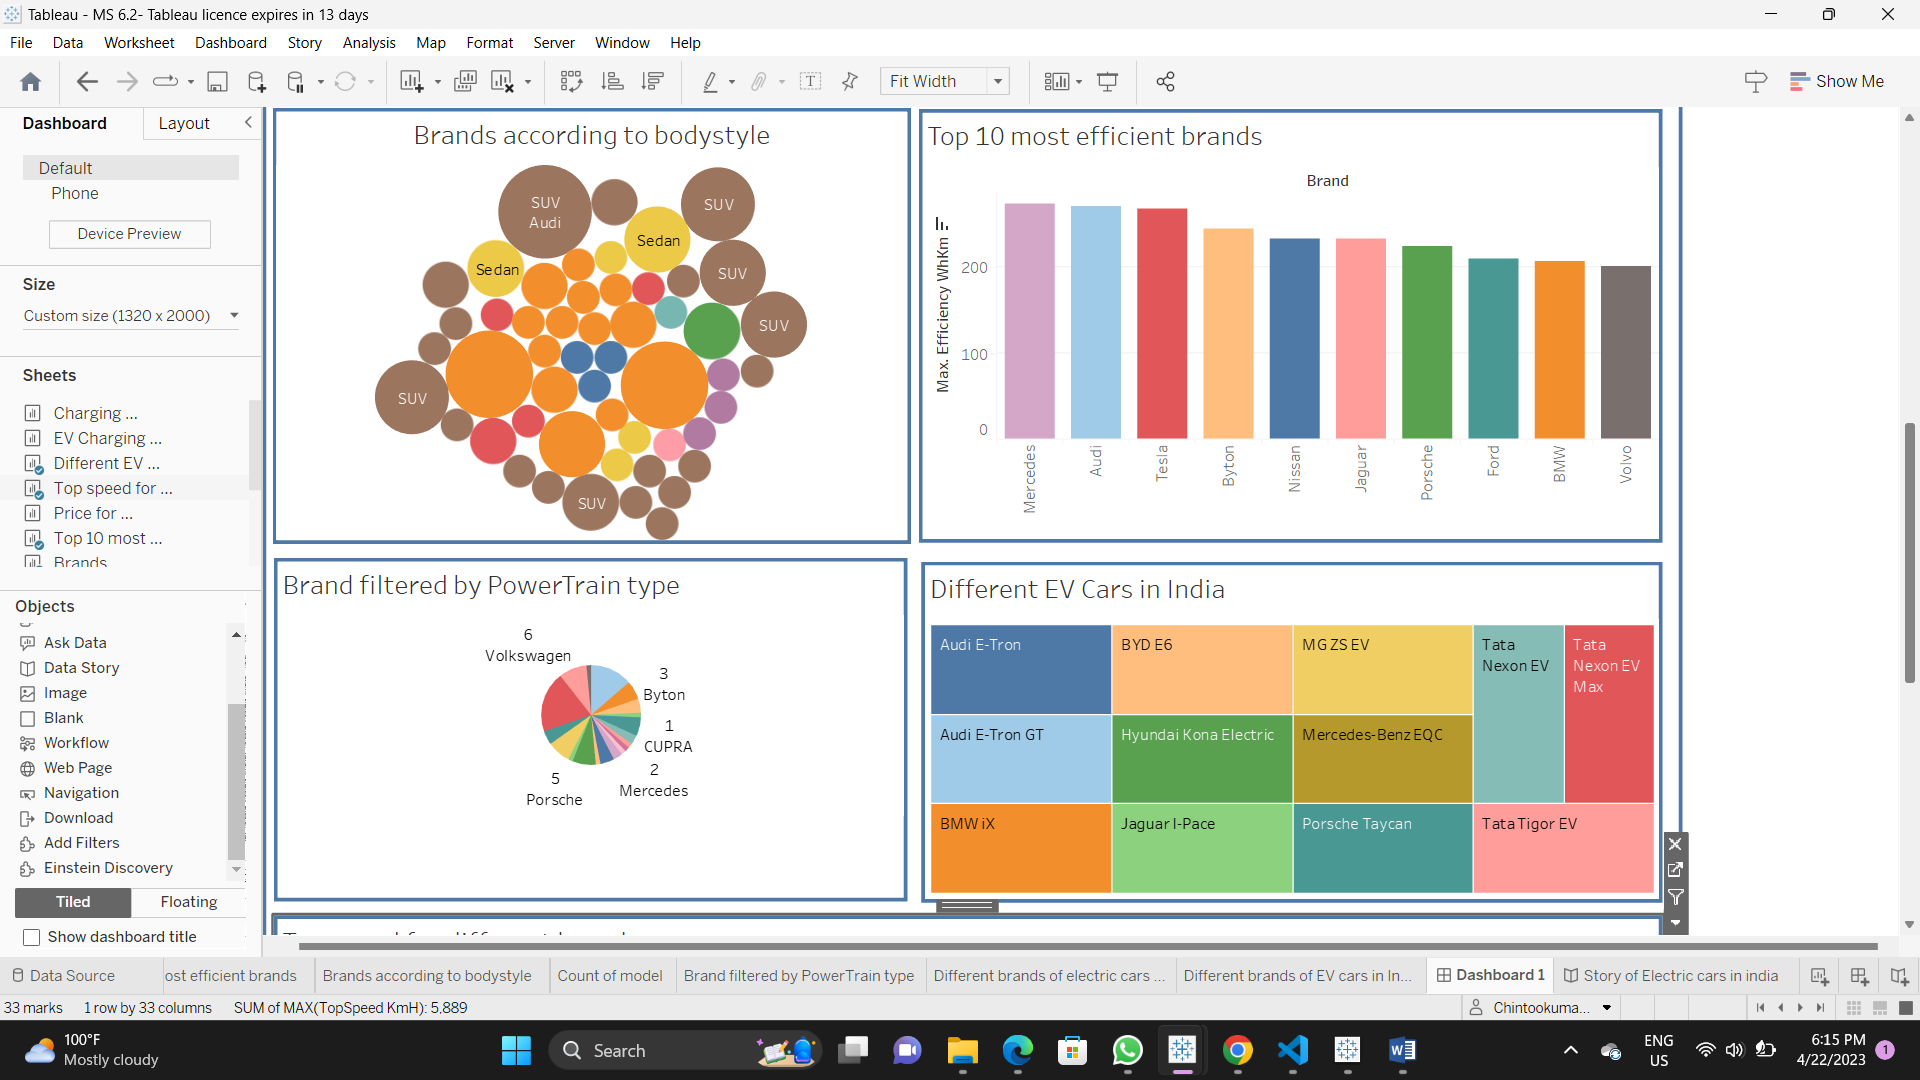 Tableau - MS 6.2- Tableau licence expires in 13 days
File Data Worksheet Dashboard Story Analysis Map Format Server Window Help
Fit Width
Show Me
Dashboard Layout
Default
Phone
Device Preview
Size
Custom size (1320 x 2000)
Sheets
Charging ...
EV Charging ...
Different EV ...
Top speed for ...
Price for ...
Top 10 most ...
Brands
Objects
Ask Data
Data Story
Image
Blank
Workflow
Web Page
Navigation
Download
Add Filters
Einstein Discovery
Tiled Floating
Show dashboard title
Brands according to bodystyle
SUV
Audi
SUV
Sedan
Sedan
SUV
SUV
SUV
SUV
Top 10 most efficient brands
Brand
Max. Efficiency WhKm
200
100
0
Mercedes
Audi
Tesla
Byton
Nissan
Jaguar
Porsche
Ford
BMW
Volvo
Brand filtered by PowerTrain type
6
Volkswagen
3
Byton
1
CUPRA
2
Mercedes
5
Porsche
Different EV Cars in India
Audi E-Tron
BYD E6
MG ZS EV
Tata
Nexon EV
Tata
Nexon EV
Max
Audi E-Tron GT
Hyundai Kona Electric
Mercedes-Benz EQC
BMW iX
Jaguar I-Pace
Porsche Taycan
Tata Tigor EV
Data Source
ost efficient brands
Brands according to bodystyle
Count of model
Brand filtered by PowerTrain type
Different brands of electric cars ...
Different brands of EV cars in In...
Dashboard 1
Story of Electric cars in india
33 marks 1 row by 33 columns SUM of MAX(TopSpeed KmH): 5,889
Chintookuma...
100°F
Mostly cloudy
Search
ENG
US
6:15 PM
4/22/2023
1